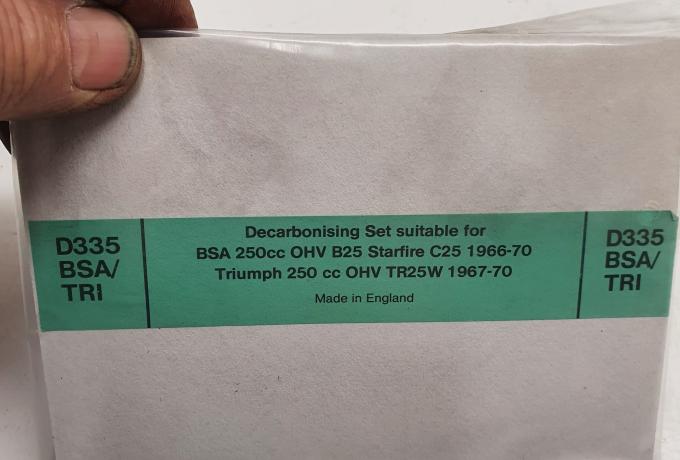 D335
BSA/
TRI
Decarbonising Set suitable for
BSA 250cc OHV B25 Starfire C25 1966-70
Triumph 250 cc OHV TR25W 1967-70
Made in England
D335
BSA/
TRI